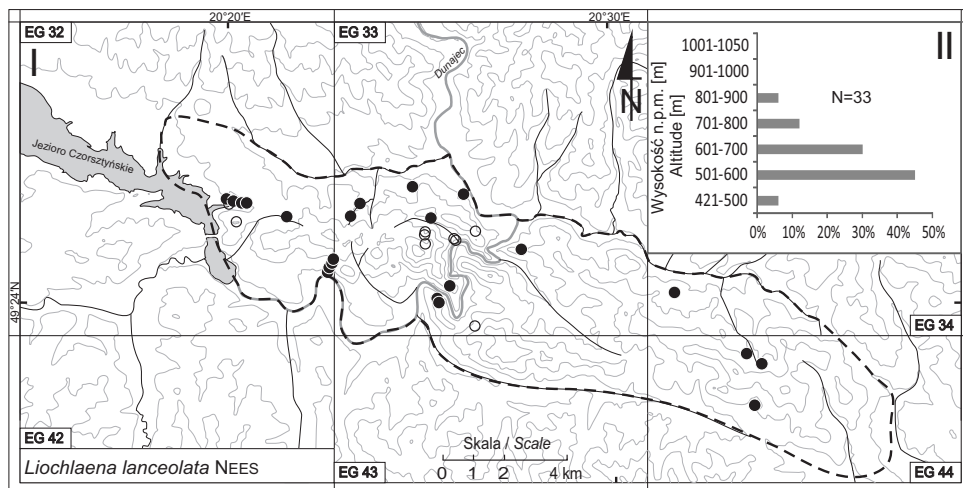 20°20'E
20°30'E
EG 32
EG 33
I
II
Dunajec
N
Jezioro Czorsztyńskie
49°24'N
Wysokość n.p.m. [m]
Altitude [m]
1001-1050
901-1000
801-900
701-800
601-700
501-600
421-500
N=33
0% 10% 20% 30% 40% 50%
EG 34
EG 42
EG 43
EG 44
Skala / Scale
0 1 2 4 km
Liochlaena lanceolata NEES